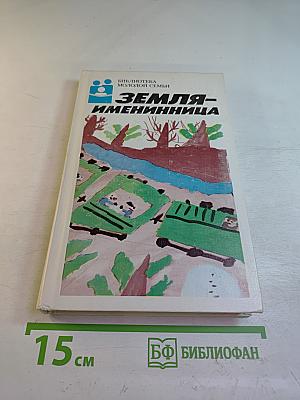 БИБЛИОТЕКА
МОЛОДОЙ СЕМЬИ
ЗЕМЛЯ-
ИМЕНИННИЦА
15 см
БФ БИБЛИОФАН